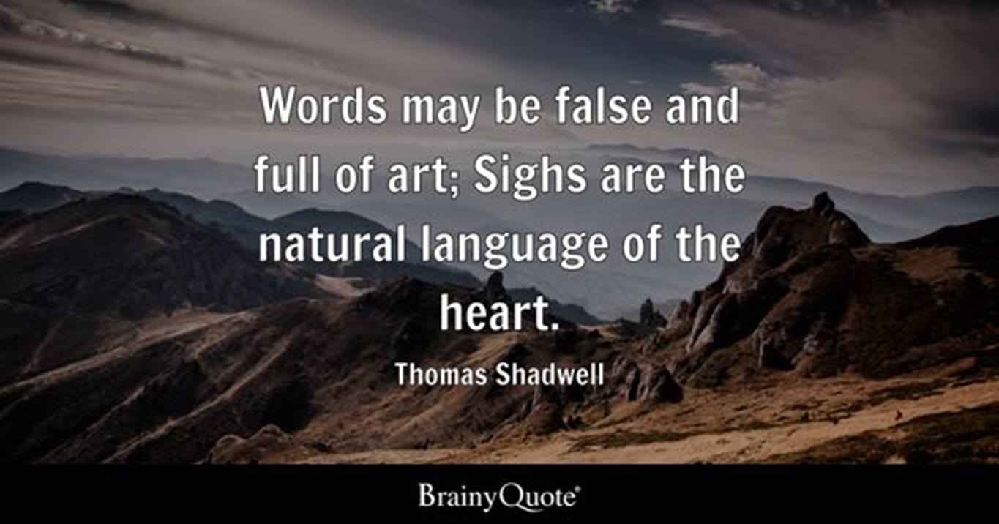 Words may be false and
full of art; Sighs are the
natural language of the
heart.
Thomas Shadwell
BrainyQuote®